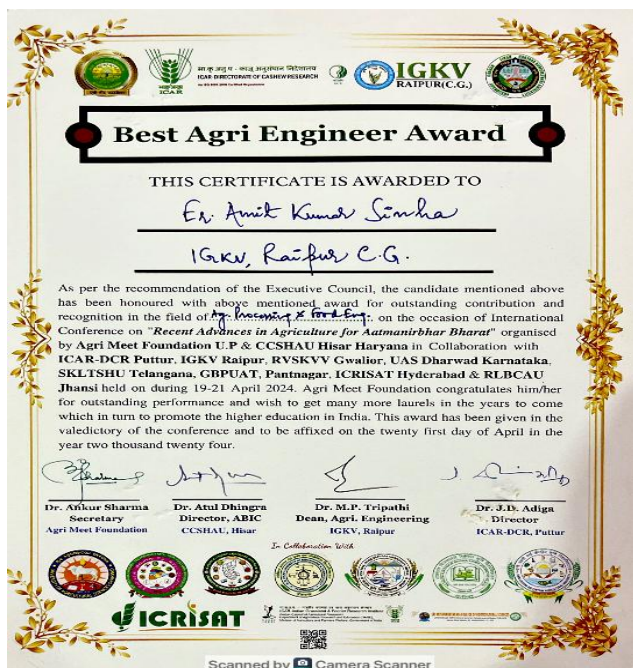 भा.कृ.अनु.प - काजू अनुसंधान निदेशालय
ICAR-DIRECTORATE OF CASHEW RESEARCH
ICAR
IGKV
RAIPUR(C.G.)
Best Agri Engineer Award
THIS CERTIFICATE IS AWARDED TO
Er. Amit Kumar Sinha
IGKV, Raipur C.G.
As per the recommendation of the Executive Council, the candidate mentioned above
has been honoured with above mentioned award for outstanding contribution and
recognition in the field of Ag. Processing & Food Eng. on the occasion of International
Conference on "Recent Advances in Agriculture for Aatmanirbhar Bharat" organised
by Agri Meet Foundation U.P & CCSHAU Hisar Haryana in Collaboration with
ICAR-DCR Puttur, IGKV Raipur, RVSKVV Gwalior, UAS Dharwad Karnataka,
SKLTSHU Telangana, GBPUAT, Pantnagar, ICRISAT Hyderabad & RLBCAU
Jhansi held on during 19-21 April 2024. Agri Meet Foundation congratulates him/her
for outstanding performance and wish to get many more laurels in the years to come
which in turn to promote the higher education in India. This award has been given in the
valedictory of the conference and to be affixed on the twenty first day of April in the
year two thousand twenty four.
Dr. Ankur Sharma Dr. Atul Dhingra Dr. M.P. Tripathi Dr. J.D. Adiga
Secretary Director, ABIC Dean, Agri. Engineering Director
Agri Meet Foundation CCSHAU, Hisar IGKV, Raipur ICAR-DCR, Puttur
In Collaboration With
ICRISAT
Scanned by Camera Scanner